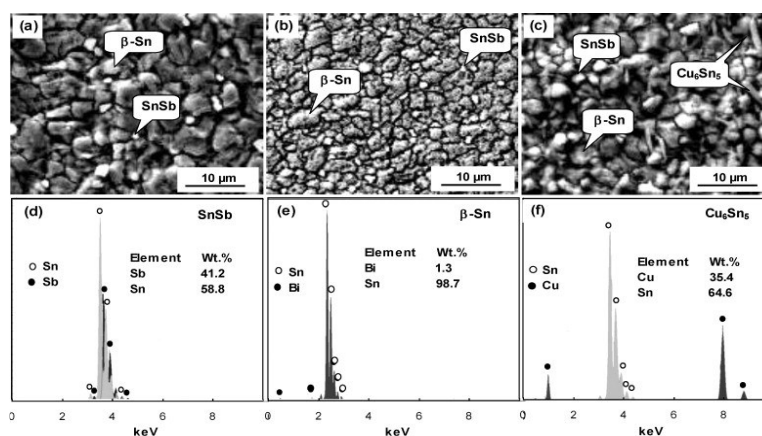 (a)
β-Sn
SnSb
10 μm
(b)
SnSb
β-Sn
10 μm
(c)
SnSb
Cu6Sn5
β-Sn
10 μm
(d) SnSb
Sn
Sb
Element Wt.%
Sb 41.2
Sn 58.8
0 2 4 6 8
keV
(e) β-Sn
Sn
Bi
Element Wt.%
Bi 1.3
Sn 98.7
0 2 4 6 8
keV
(f) Cu6Sn5
Sn
Cu
Element Wt.%
Cu 35.4
Sn 64.6
0 2 4 6 8
keV